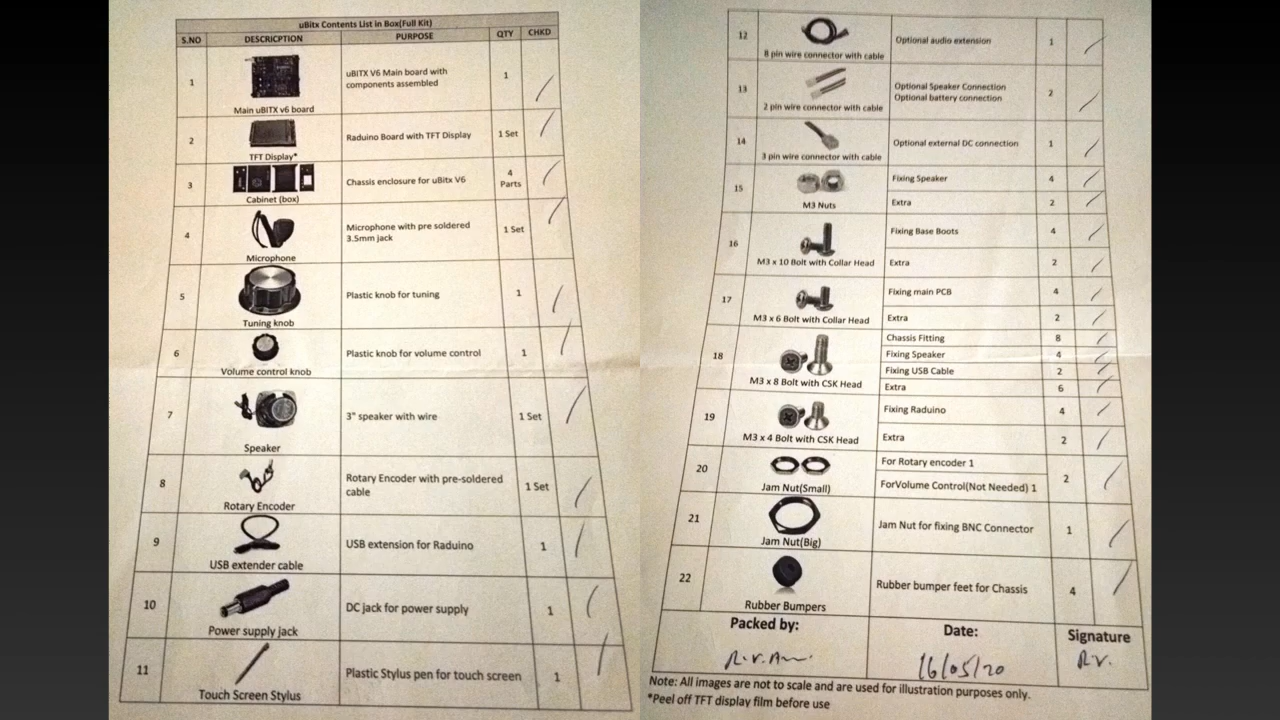 uBitx Contents List in Box(Full Kit)
S.NO DESCRICPTION PURPOSE QTY CHKD
1 Main uBITX v6 board uBITX V6 Main board with components assembled 1
2 TFT Display* Raduino Board with TFT Display 1 Set
3 Cabinet (box) Chassis enclosure for uBitx V6 4 Parts
4 Microphone Microphone with pre soldered 3.5mm jack 1 Set
5 Tuning knob Plastic knob for tuning 1
6 Volume control knob Plastic knob for volume control 1
7 Speaker 3" speaker with wire 1 Set
8 Rotary Encoder Rotary Encoder with pre-soldered cable 1 Set
9 USB extender cable USB extension for Raduino 1
10 Power supply jack DC jack for power supply 1
11 Touch Screen Stylus Plastic Stylus pen for touch screen 1
12 8 pin wire connector with cable Optional audio extension 1
13 2 pin wire connector with cable Optional Speaker Connection Optional battery connection 2
14 3 pin wire connector with cable Optional external DC connection 1
15 M3 Nuts Fixing Speaker 4
Extra 2
16 M3 x 10 Bolt with Collar Head Fixing Base Boots 4
Extra 2
17 M3 x 6 Bolt with Collar Head Fixing main PCB 4
Extra 2
18 M3 x 8 Bolt with CSK Head Chassis Fitting 8
Fixing Speaker 4
Fixing USB Cable 2
Extra 6
19 M3 x 4 Bolt with CSK Head Fixing Raduino 4
Extra 2
20 Jam Nut(Small) For Rotary encoder 1
ForVolume Control(Not Needed) 1 2
21 Jam Nut(Big) Jam Nut for fixing BNC Connector 1
22 Rubber Bumpers Rubber bumper feet for Chassis 4
Packed by: Date: Signature
16/05/20 R.V.
Note: All images are not to scale and are used for illustration purposes only.
*Peel off TFT display film before use